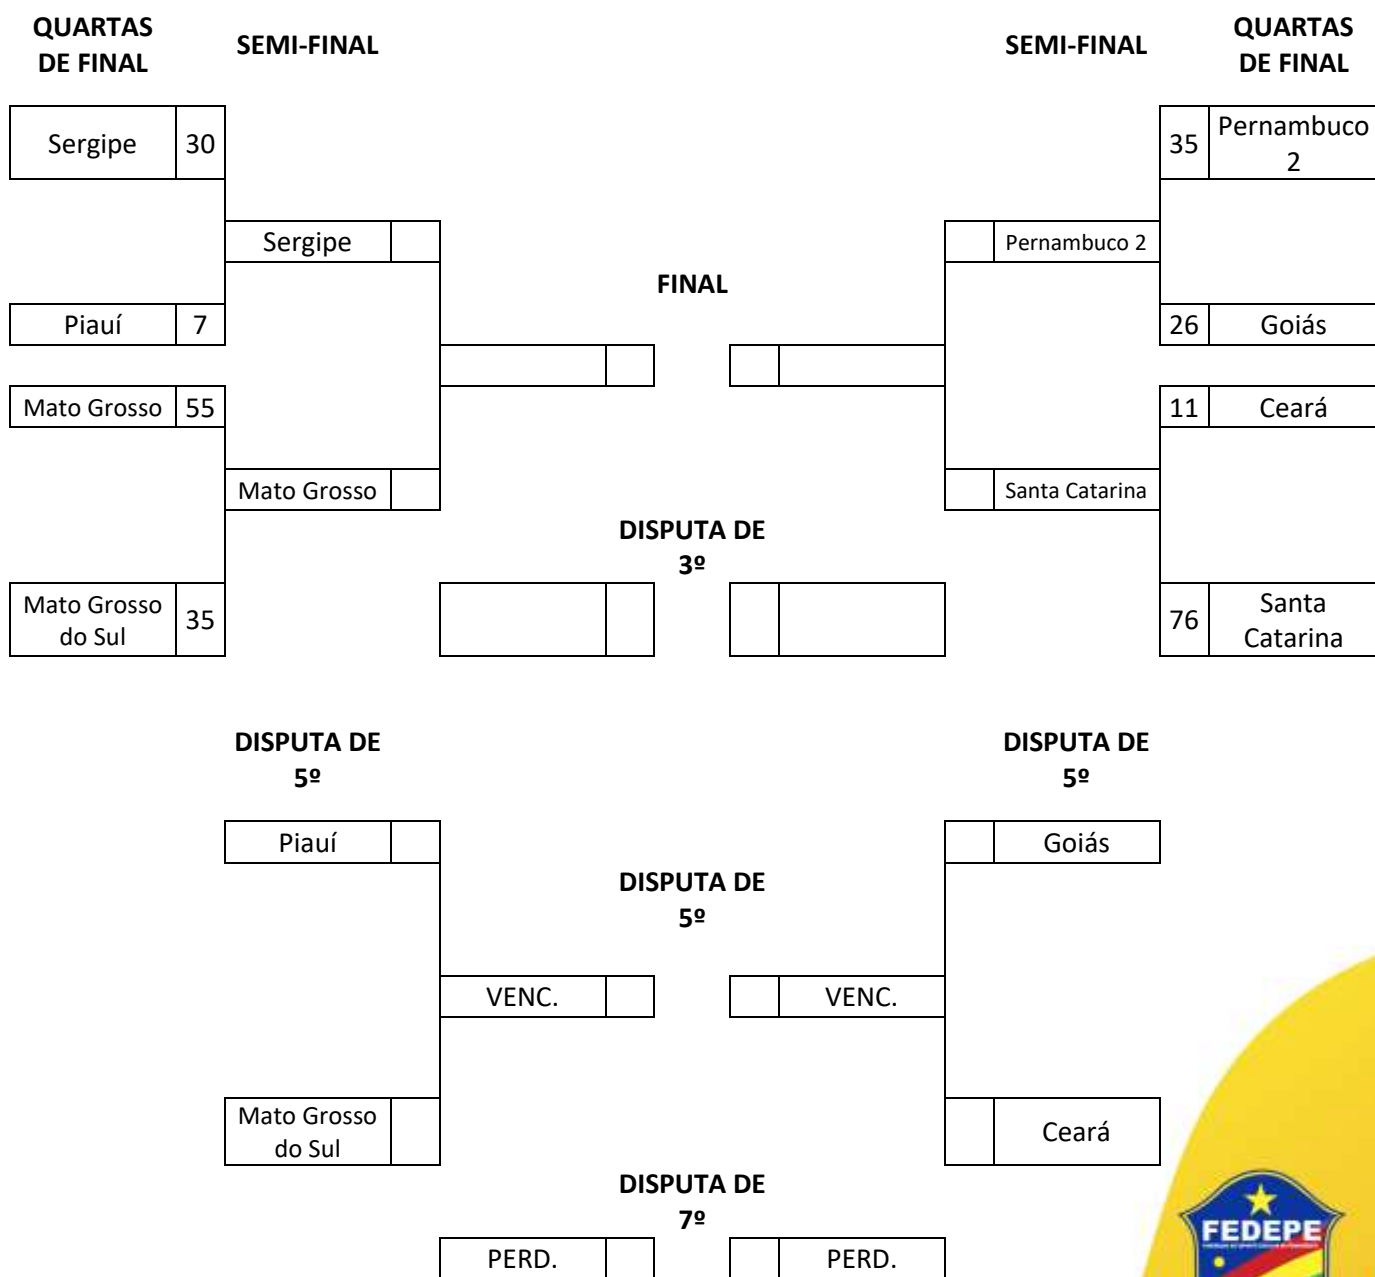 QUARTAS
DE FINAL
SEMI-FINAL
SEMI-FINAL
QUARTAS
DE FINAL
Sergipe 30
35 Pernambuco
2
Sergipe
Pernambuco 2
FINAL
Piauí 7
26 Goiás
Mato Grosso 55
11 Ceará
Mato Grosso
Santa Catarina
DISPUTA DE
3º
Mato Grosso
do Sul 35
76 Santa
Catarina
DISPUTA DE
5º
DISPUTA DE
5º
Piauí
Goiás
DISPUTA DE
5º
VENC.
VENC.
Mato Grosso
do Sul
Ceará
DISPUTA DE
7º
PERD.
PERD.
FEDEPE